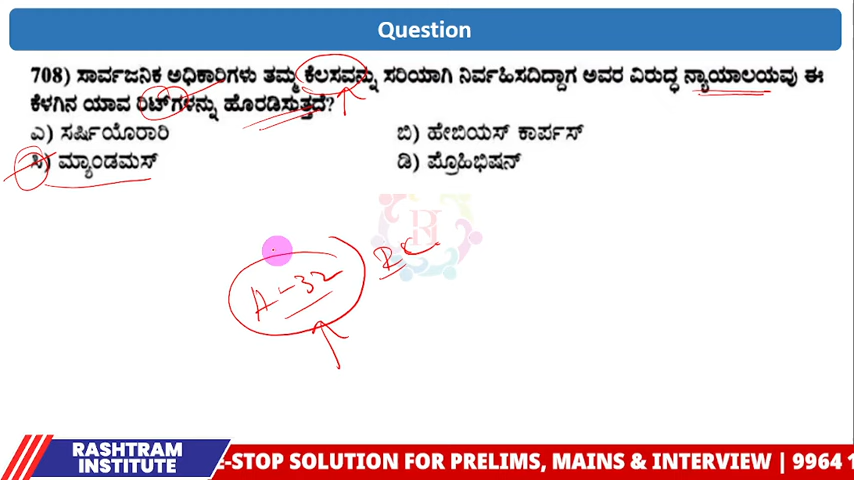 Question
708) ಸಾರ್ವಜನಿಕ ಅಧಿಕಾರಿಗಳು ತಮ್ಮ ಕೆಲಸವನ್ನು ಸರಿಯಾಗಿ ನಿರ್ವಹಿಸದಿದ್ದಾಗ ಅವರ ವಿರುದ್ಧ ನ್ಯಾಯಾಲಯವು ಈ
ಕೆಳಗಿನ ಯಾವ ರಿಟ್‌ಗಳನ್ನು ಹೊರಡಿಸುತ್ತದೆ?
ಎ) ಸರ್ಷಿಯೊರಾರಿ ಬಿ) ಹೇಬಿಯಸ್ ಕಾರ್ಪಸ್
ಸಿ) ಮ್ಯಾಂಡಮಸ್ ಡಿ) ಪ್ರೊಹಿಭಿಷನ್
A-32
RASHTRAM
INSTITUTE
E-STOP SOLUTION FOR PRELIMS, MAINS & INTERVIEW | 9964 1